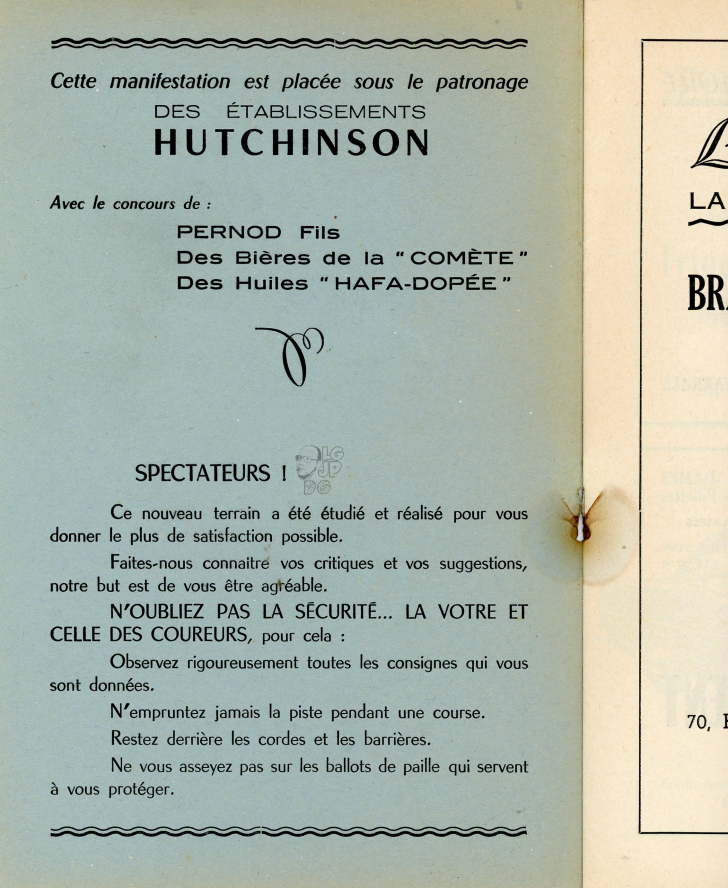 Cette manifestation est placée sous le patronage
DES ÉTABLISSEMENTS
HUTCHINSON
Avec le concours de :
PERNOD Fils
Des Bières de la "COMÈTE"
Des Huiles "HAFA-DOPÉE"
LG
JP
DG
SPECTATEURS !
Ce nouveau terrain a été étudié et réalisé pour vous
donner le plus de satisfaction possible.
Faites-nous connaitre vos critiques et vos suggestions,
notre but est de vous être agréable.
N'OUBLIEZ PAS LA SÉCURITÉ... LA VOTRE ET
CELLE DES COUREURS, pour cela :
Observez rigoureusement toutes les consignes qui vous
sont données.
N'empruntez jamais la piste pendant une course.
Restez derrière les cordes et les barrières.
Ne vous asseyez pas sur les ballots de paille qui servent
à vous protéger.
LA
BRA
70,